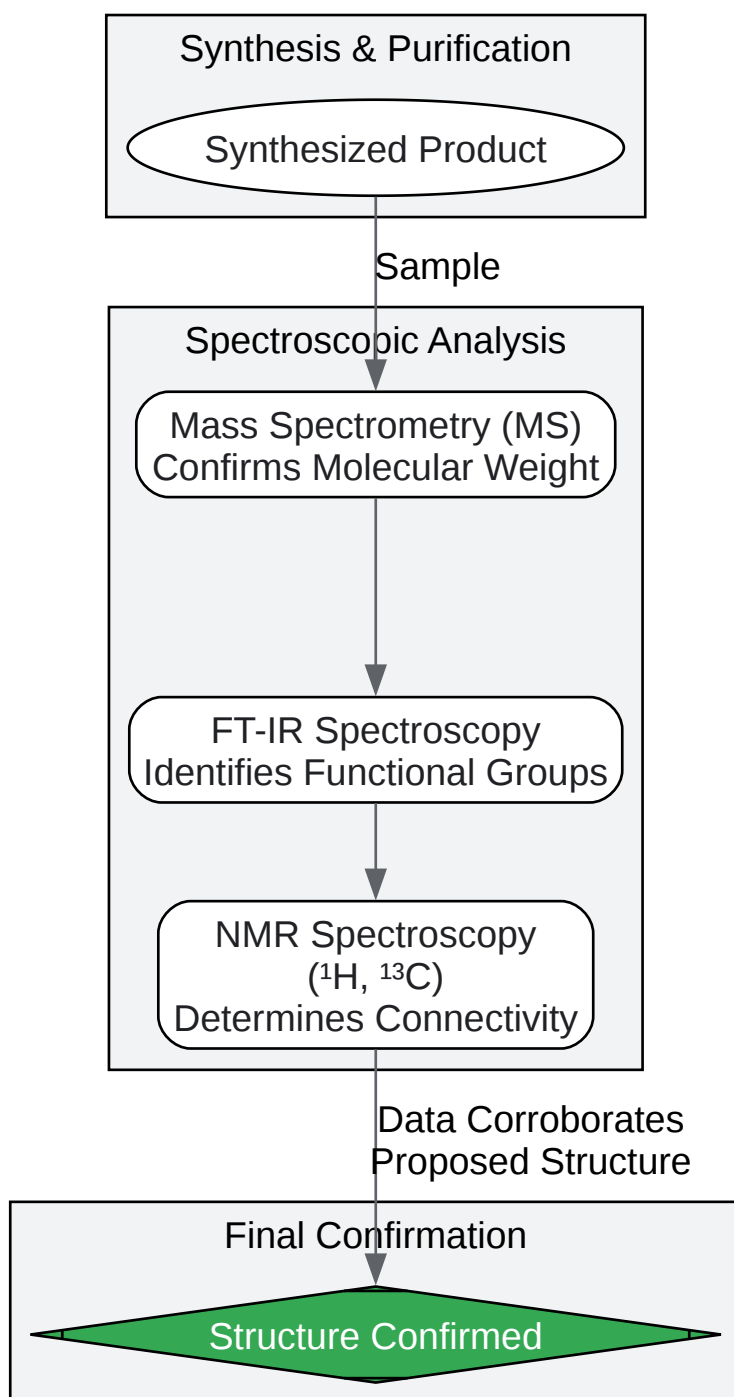 Synthesis & Purification
Synthesized Product
Sample
Spectroscopic Analysis
Mass Spectrometry (MS)
Confirms Molecular Weight
FT-IR Spectroscopy
Identifies Functional Groups
NMR Spectroscopy
(¹H, ¹³C)
Determines Connectivity
Data Corroborates
Proposed Structure
Final Confirmation
Structure Confirmed